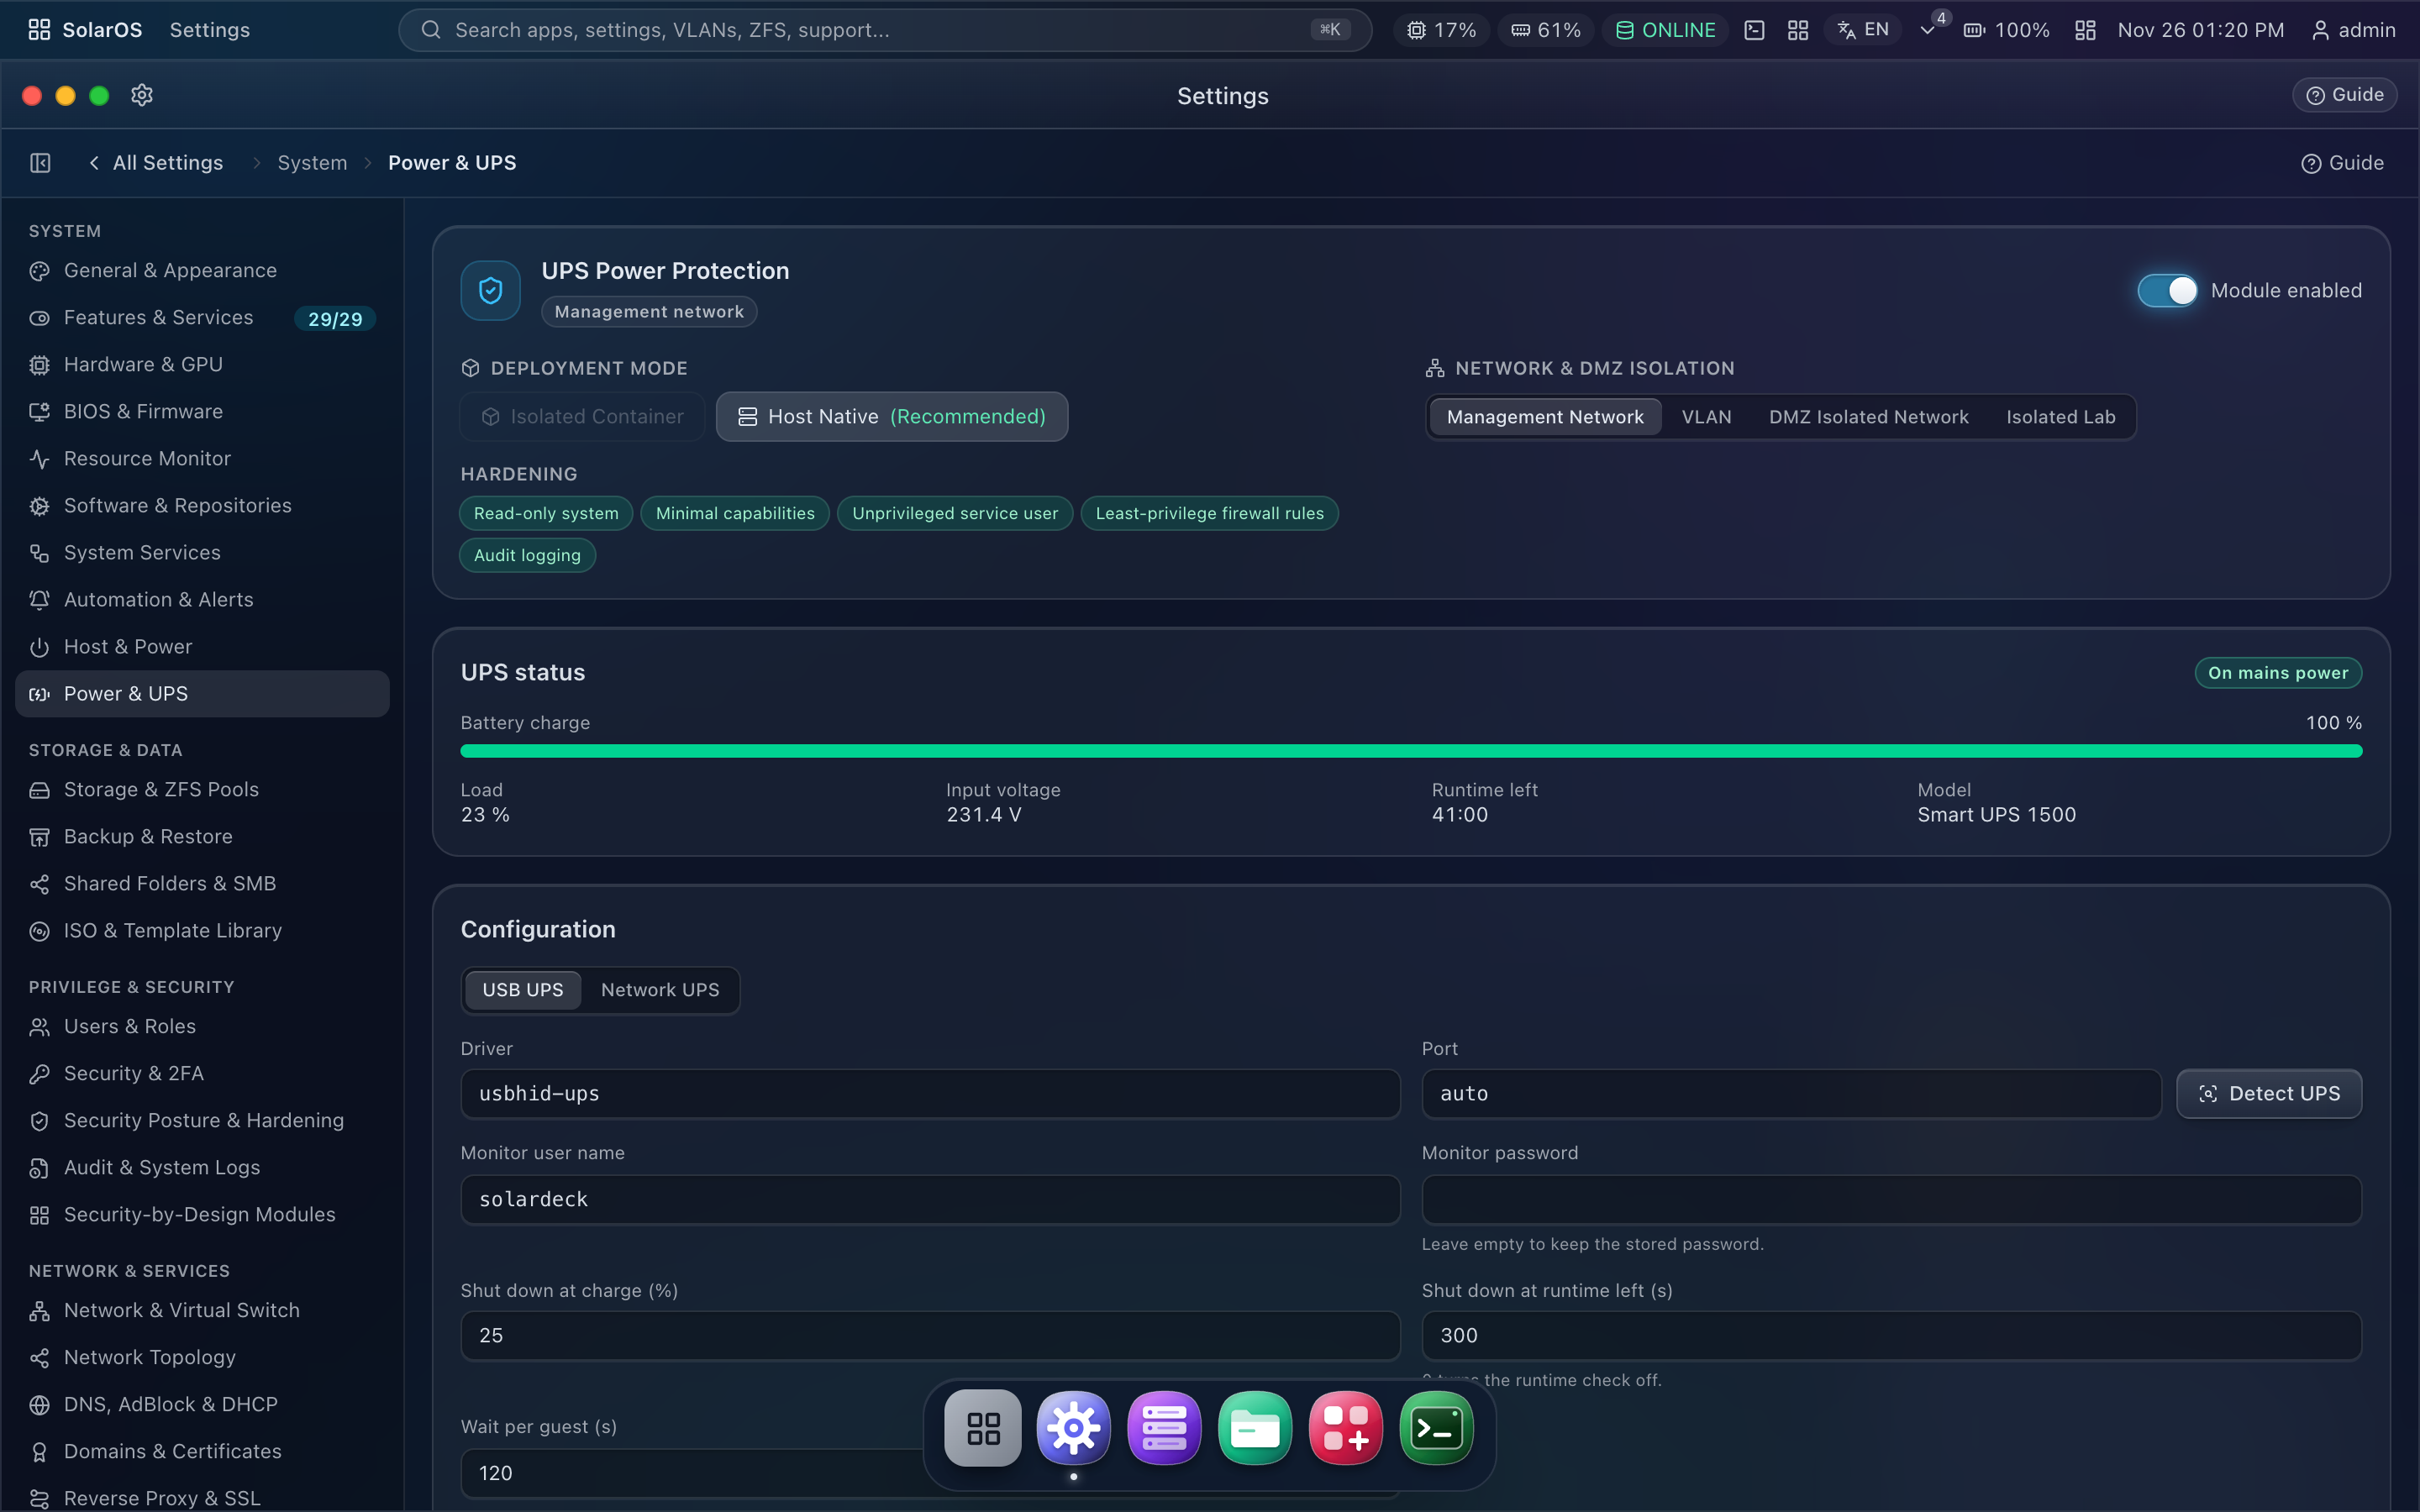 SolarOS Settings Search apps, settings, VLANs, ZFS, support... ⌘K 17% 61% ONLINE EN 4 100% Nov 26 01:20 PM admin
Settings Guide
All Settings System Power & UPS Guide
SYSTEM
General & Appearance
Features & Services 29/29
Hardware & GPU
BIOS & Firmware
Resource Monitor
Software & Repositories
System Services
Automation & Alerts
Host & Power
Power & UPS
STORAGE & DATA
Storage & ZFS Pools
Backup & Restore
Shared Folders & SMB
ISO & Template Library
PRIVILEGE & SECURITY
Users & Roles
Security & 2FA
Security Posture & Hardening
Audit & System Logs
Security-by-Design Modules
NETWORK & SERVICES
Network & Virtual Switch
Network Topology
DNS, AdBlock & DHCP
Domains & Certificates
Reverse Proxy & SSL
UPS Power Protection
Management network
Module enabled
DEPLOYMENT MODE
Isolated Container Host Native (Recommended)
NETWORK & DMZ ISOLATION
Management Network VLAN DMZ Isolated Network Isolated Lab
HARDENING
Read-only system Minimal capabilities Unprivileged service user Least-privilege firewall rules
Audit logging
UPS status On mains power
Battery charge 100 %
Load Input voltage Runtime left Model
23 % 231.4 V 41:00 Smart UPS 1500
Configuration
USB UPS Network UPS
Driver Port
usbhid-ups auto Detect UPS
Monitor user name Monitor password
solardeck
Leave empty to keep the stored password.
Shut down at charge (%) Shut down at runtime left (s)
25 300
the runtime check off.
Wait per guest (s)
120